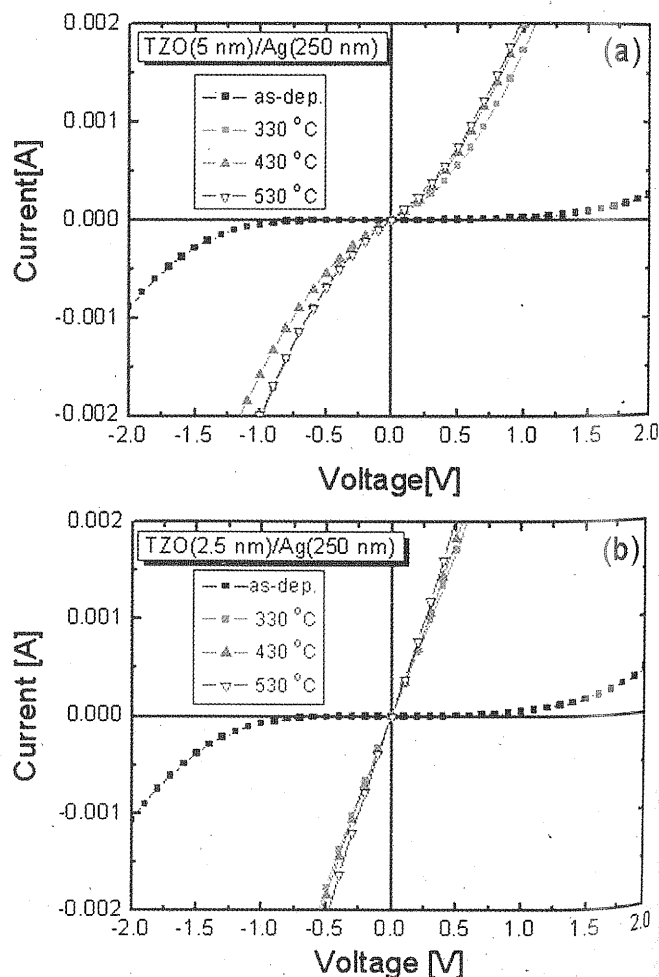 TZO(5 nm)/Ag(250 nm)
(a)
as-dep.
330 °C
430 °C
530 °C
0.002
0.001
0.000
-0.001
-0.002
Current[A]
-2.0 -1.5 -1.0 -0.5 0.0 0.5 1.0 1.5 2.0
Voltage[V]
TZO(2.5 nm)/Ag(250 nm)
(b)
as-dep.
330 °C
430 °C
530 °C
0.002
0.001
0.000
-0.001
-0.002
Current [A]
-2.0 -1.5 -1.0 -0.5 0.0 0.5 1.0 1.5 2.0
Voltage [V]